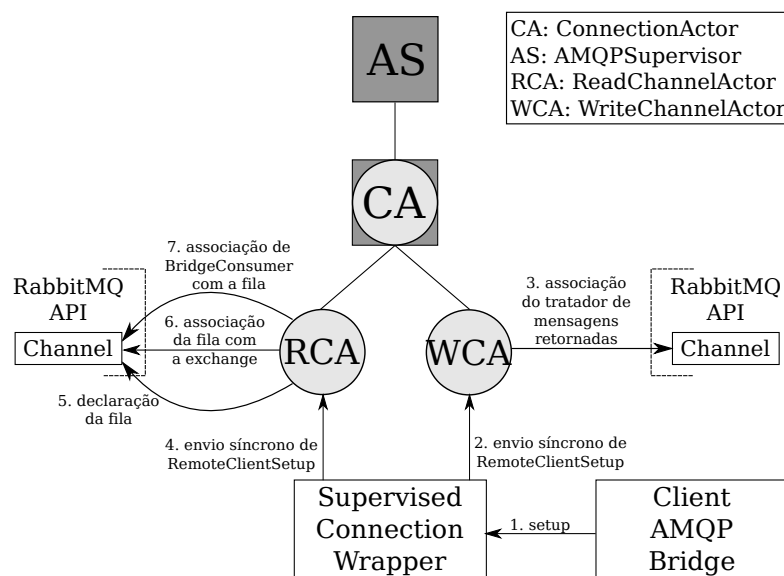 AS
CA: ConnectionActor
AS: AMQPSupervisor
RCA: ReadChannelActor
WCA: WriteChannelActor
CA
7. associação de
BridgeConsumer
com a fila
RabbitMQ
API
Channel
6. associação
da fila com
a exchange
5. declaração
da fila
RCA
WCA
3. associação
do tratador de
mensagens
retornadas
RabbitMQ
API
Channel
4. envio síncrono de
RemoteClientSetup
2. envio síncrono de
RemoteClientSetup
Supervised
Connection
Wrapper
1. setup
Client
AMQP
Bridge